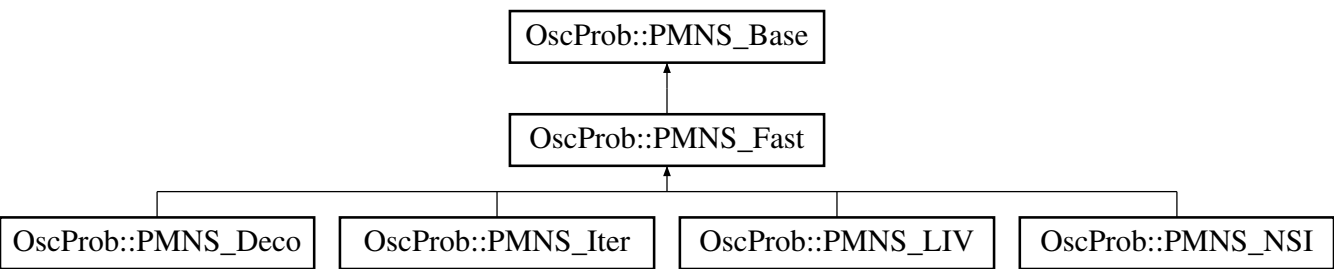 OscProb::PMNS_Base
OscProb::PMNS_Fast
OscProb::PMNS_Deco OscProb::PMNS_Iter OscProb::PMNS_LIV OscProb::PMNS_NSI